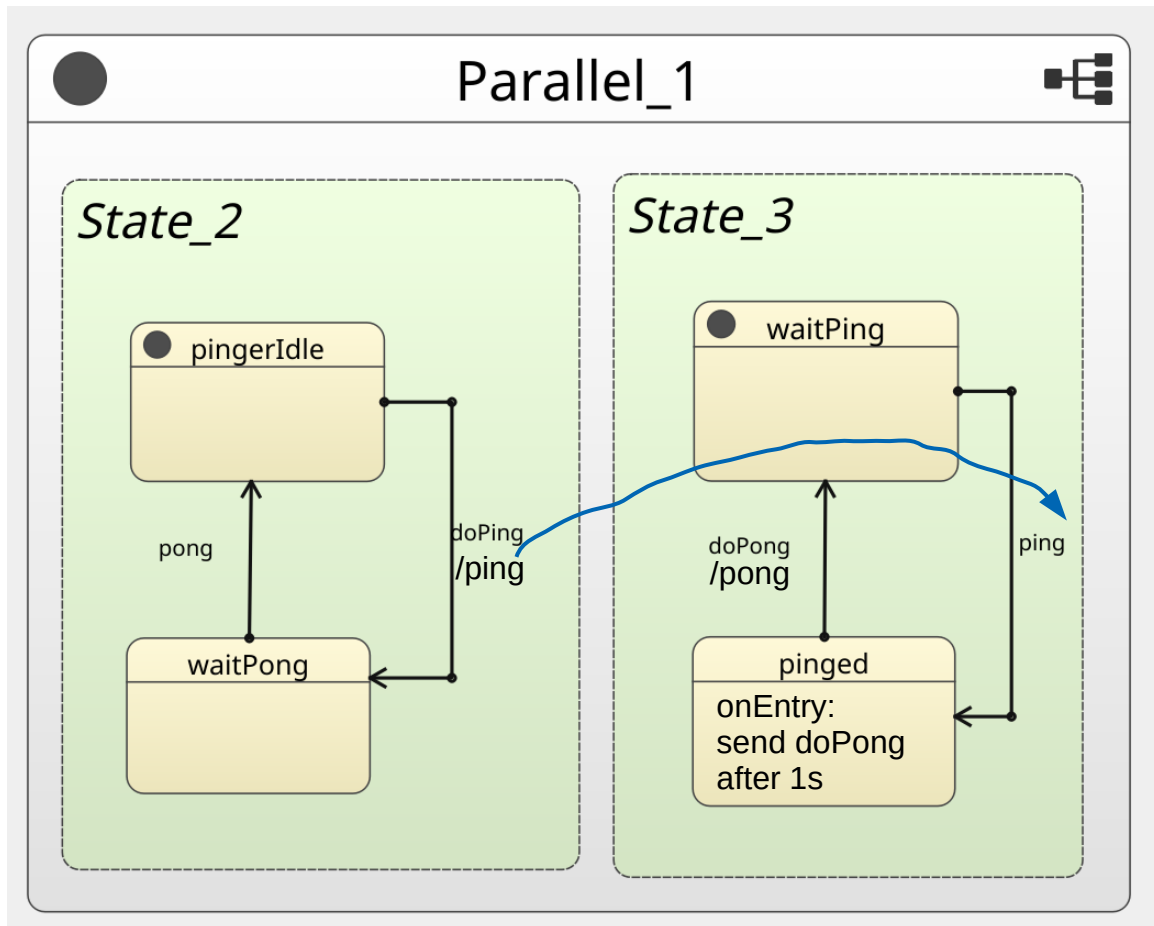 Parallel_1
State_2
pingerIdle
doPing
/ping
pong
waitPong
State_3
waitPing
doPong
/pong
ping
pinged
onEntry:
send doPong
after 1s